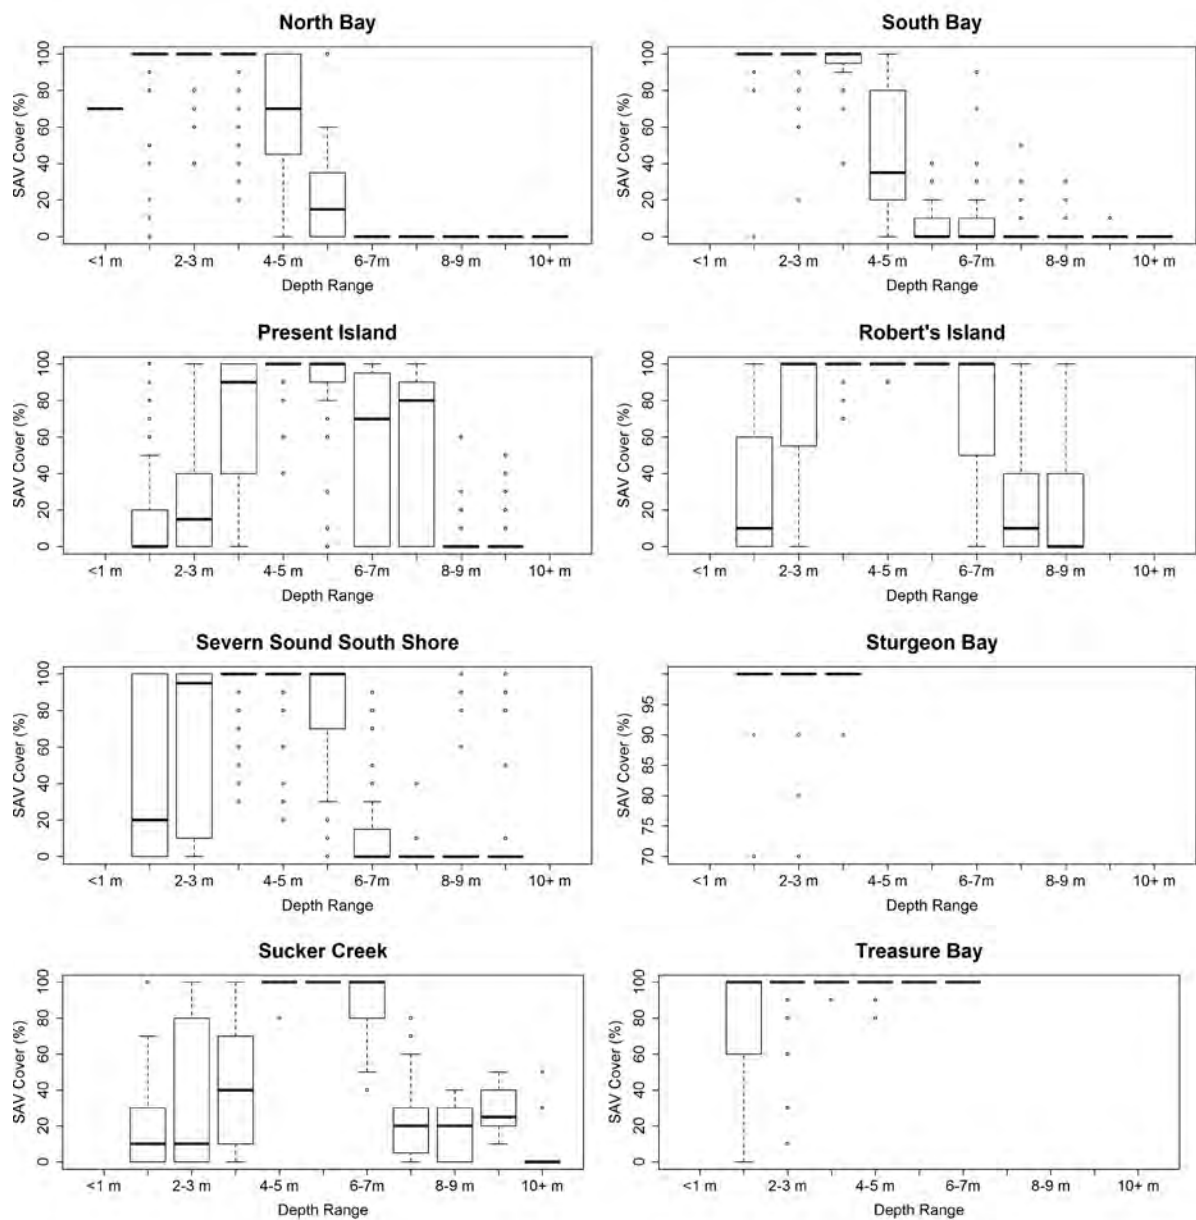 North Bay
SAV Cover (%)
100
80
60
40
20
0
<1 m
2-3 m
4-5 m
6-7m
8-9 m
10+ m
Depth Range
South Bay
SAV Cover (%)
100
80
60
40
20
0
<1 m
2-3 m
4-5 m
6-7m
8-9 m
10+ m
Depth Range
Present Island
SAV Cover (%)
100
80
60
40
20
0
<1 m
2-3 m
4-5 m
6-7m
8-9 m
10+ m
Depth Range
Robert's Island
SAV Cover (%)
100
80
60
40
20
0
<1 m
2-3 m
4-5 m
6-7m
8-9 m
10+ m
Depth Range
Severn Sound South Shore
SAV Cover (%)
100
80
60
40
20
0
<1 m
2-3 m
4-5 m
6-7m
8-9 m
10+ m
Depth Range
Sturgeon Bay
SAV Cover (%)
95
90
85
80
75
70
<1 m
2-3 m
4-5 m
6-7m
8-9 m
10+ m
Depth Range
Sucker Creek
SAV Cover (%)
100
80
60
40
20
0
<1 m
2-3 m
4-5 m
6-7m
8-9 m
10+ m
Depth Range
Treasure Bay
SAV Cover (%)
100
80
60
40
20
0
<1 m
2-3 m
4-5 m
6-7m
8-9 m
10+ m
Depth Range